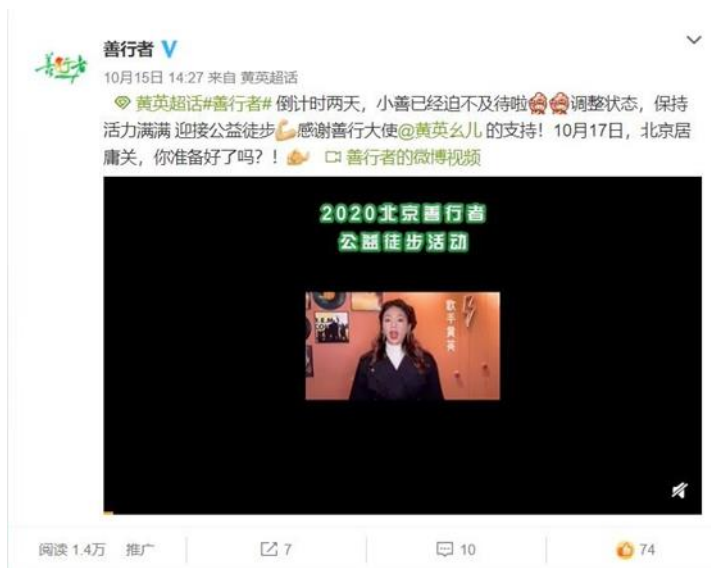 善行者
善行者 V
10月15日 14:27 来自 黄英超话
黄英超话#善行者# 倒计时两天，小善已经迫不及待啦调整状态，保持
活力满满 迎接公益徒步感谢善行大使@黄英幺儿 的支持！10月17日，北京居
庸关，你准备好了吗？！ 善行者的微博视频
2020北京善行者
公益徒步活动
歌手黄英
阅读 1.4万 推广 7 10 74